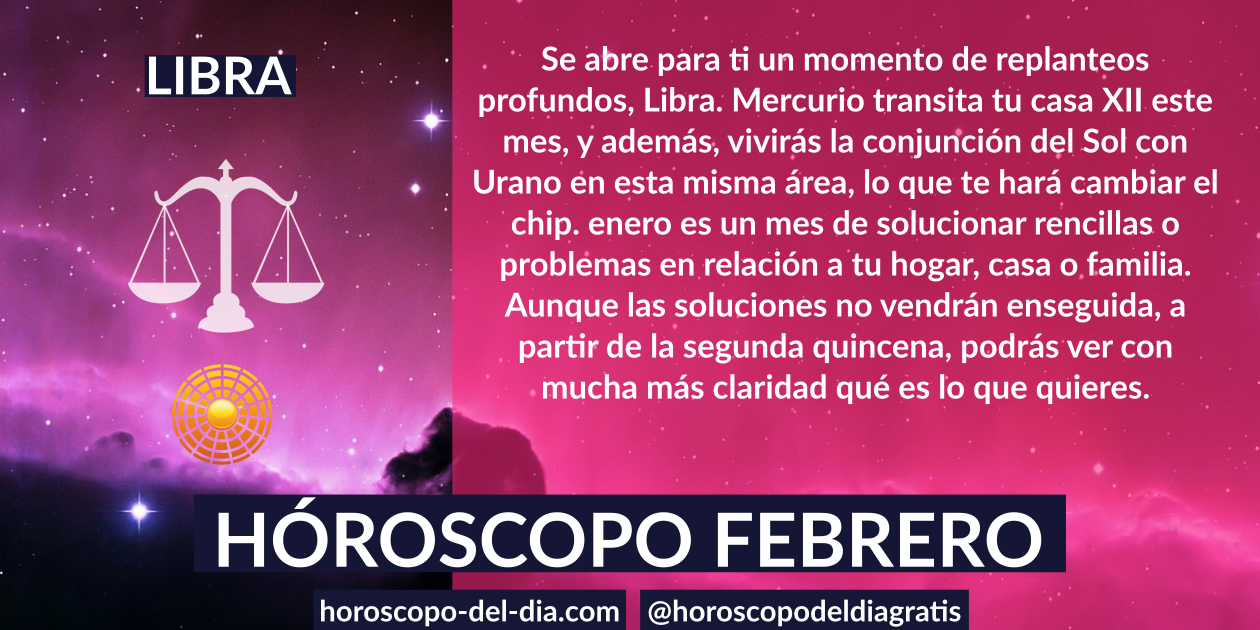 LIBRA
Se abre para ti un momento de replanteos
profundos, Libra. Mercurio transita tu casa XII este
mes, y además, vivirás la conjunción del Sol con
Urano en esta misma área, lo que te hará cambiar el
chip. enero es un mes de solucionar rencillas o
problemas en relación a tu hogar, casa o familia.
Aunque las soluciones no vendrán enseguida, a
partir de la segunda quincena, podrás ver con
mucha más claridad qué es lo que quieres.
HÓROSCOPO FEBRERO
horoscopo-del-dia.com
@horoscopodeldiagratis